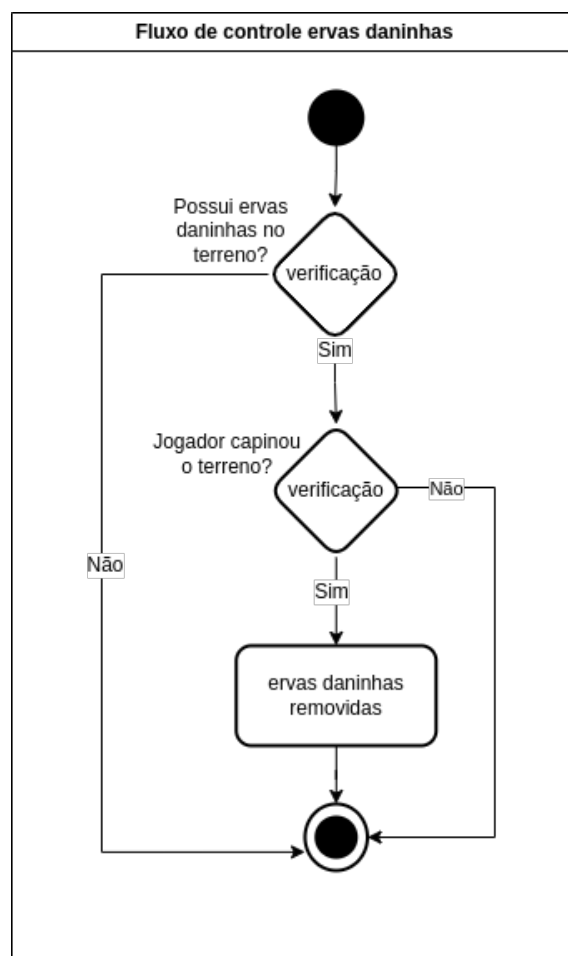 Fluxo de controle ervas daninhas
Possui ervas
daninhas no
terreno?
verificação
Sim
Jogador capinou
o terreno?
verificação
Não
Não
Sim
ervas daninhas
removidas